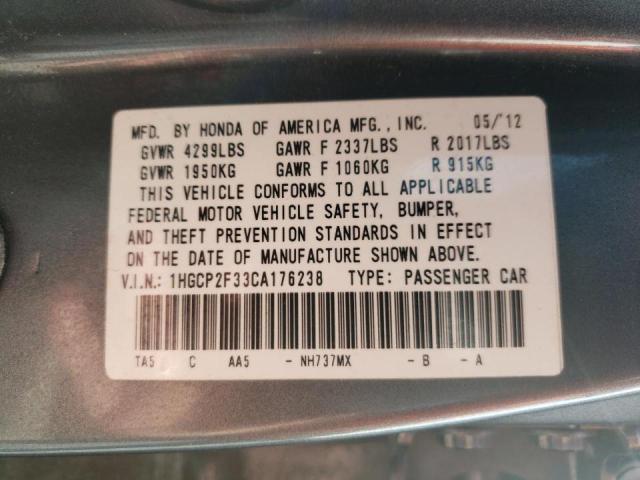 MFD. BY HONDA OF AMERICA MFG., INC. 05/'12
GVWR 4299LBS GAWR F 2337LBS R 2017LBS
GVWR 1950KG GAWR F 1060KG R 915KG
THIS VEHICLE CONFORMS TO ALL APPLICABLE
FEDERAL MOTOR VEHICLE SAFETY, BUMPER,
AND THEFT PREVENTION STANDARDS IN EFFECT
ON THE DATE OF MANUFACTURE SHOWN ABOVE.
V.I.N.: 1HGCP2F33CA176238 TYPE: PASSENGER CAR
TA5 C AA5 - NH737MX - B - A